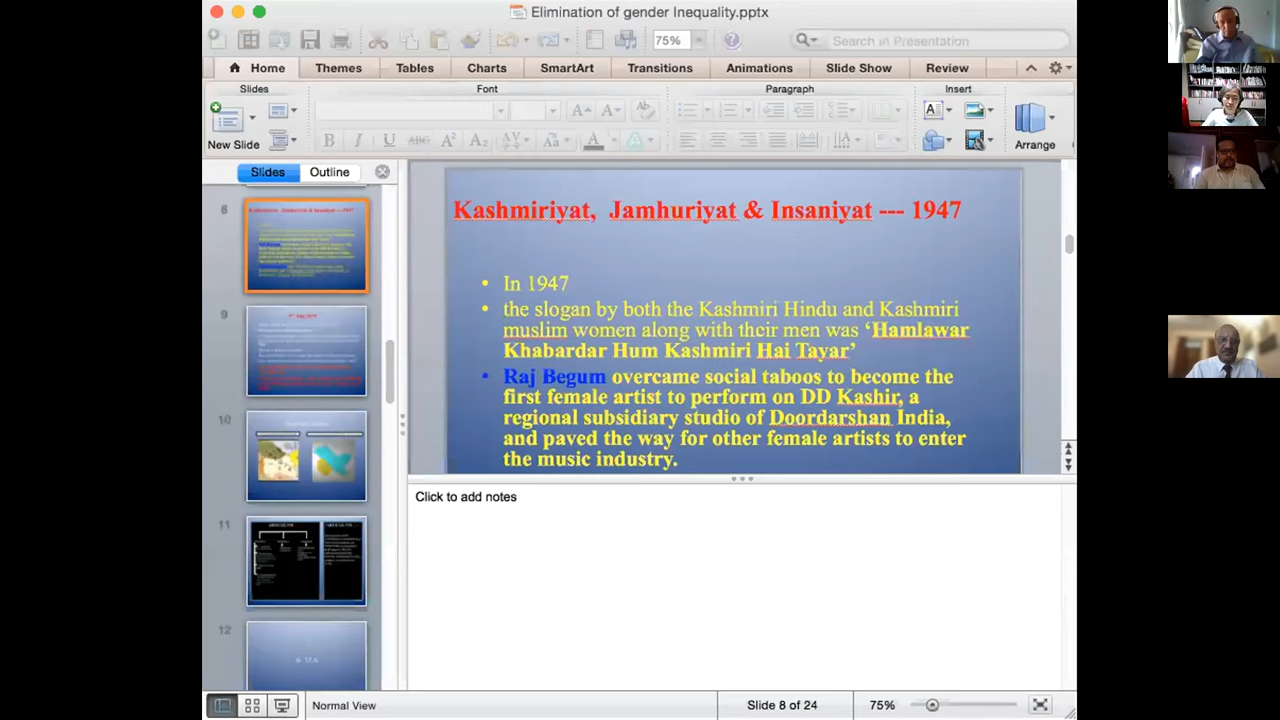 Elimination of gender Inequality.pptx
75%
Search in Presentation
Home Themes Tables Charts SmartArt Transitions Animations Slide Show Review
Slides Font Paragraph Insert
New Slide
Arrange
Slides Outline
Kashmiriyat, Jamhuriyat & Insaniyat --- 1947
• In 1947
• the slogan by both the Kashmiri Hindu and Kashmiri
muslim women along with their men was ‘Hamlawar
Khabardar Hum Kashmiri Hai Tayar’
• Raj Begum overcame social taboos to become the
first female artist to perform on DD Kashir, a
regional subsidiary studio of Doordarshan India,
and paved the way for other female artists to enter
the music industry.
9
10
11
12
Click to add notes
Normal View
Slide 8 of 24
75%